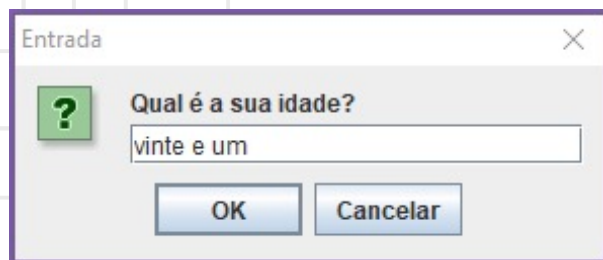 Entrada
?
Qual é a sua idade?
vinte e um
OK Cancelar